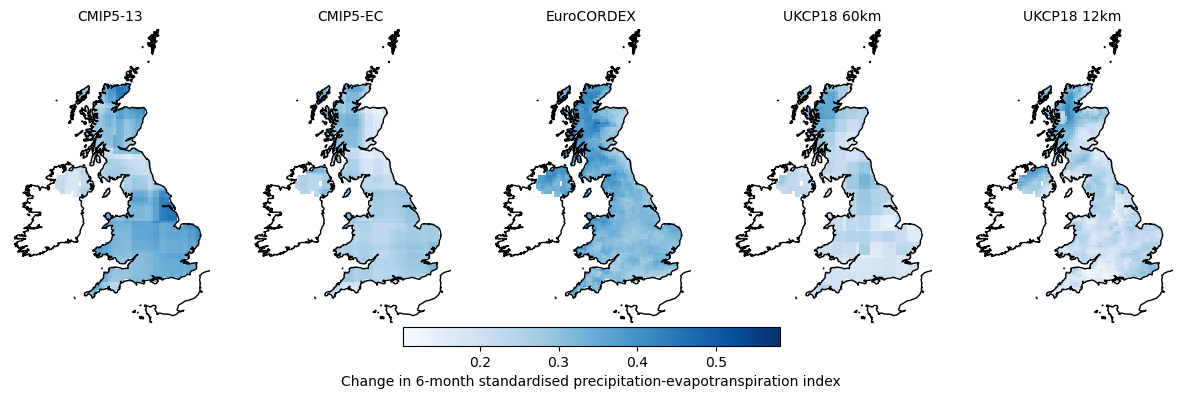 CMIP5-13
CMIP5-EC
EuroCORDEX
UKCP18 60km
UKCP18 12km
0.2
0.3
0.4
0.5
Change in 6-month standardised precipitation-evapotranspiration index